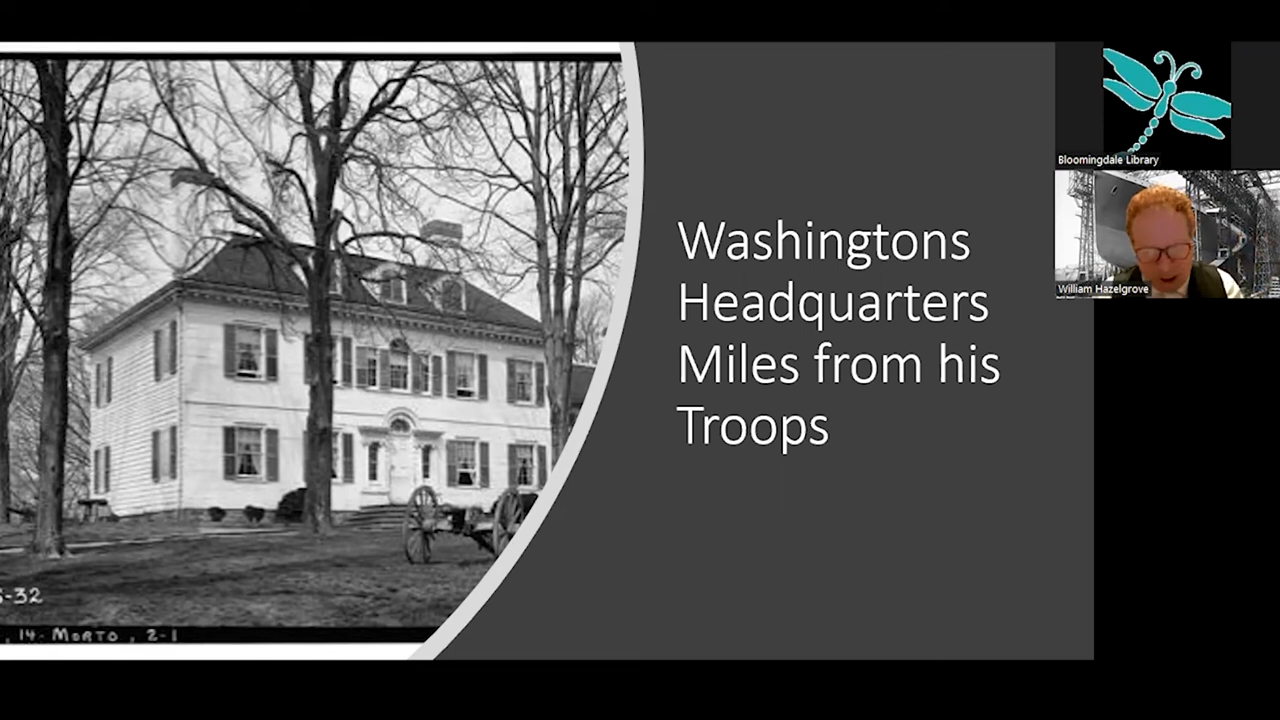 Washingtons
Headquarters
Miles from his
Troops
Bloomingdale Library
William Hazelgrove
-32
, 14- MORTO , 2-1